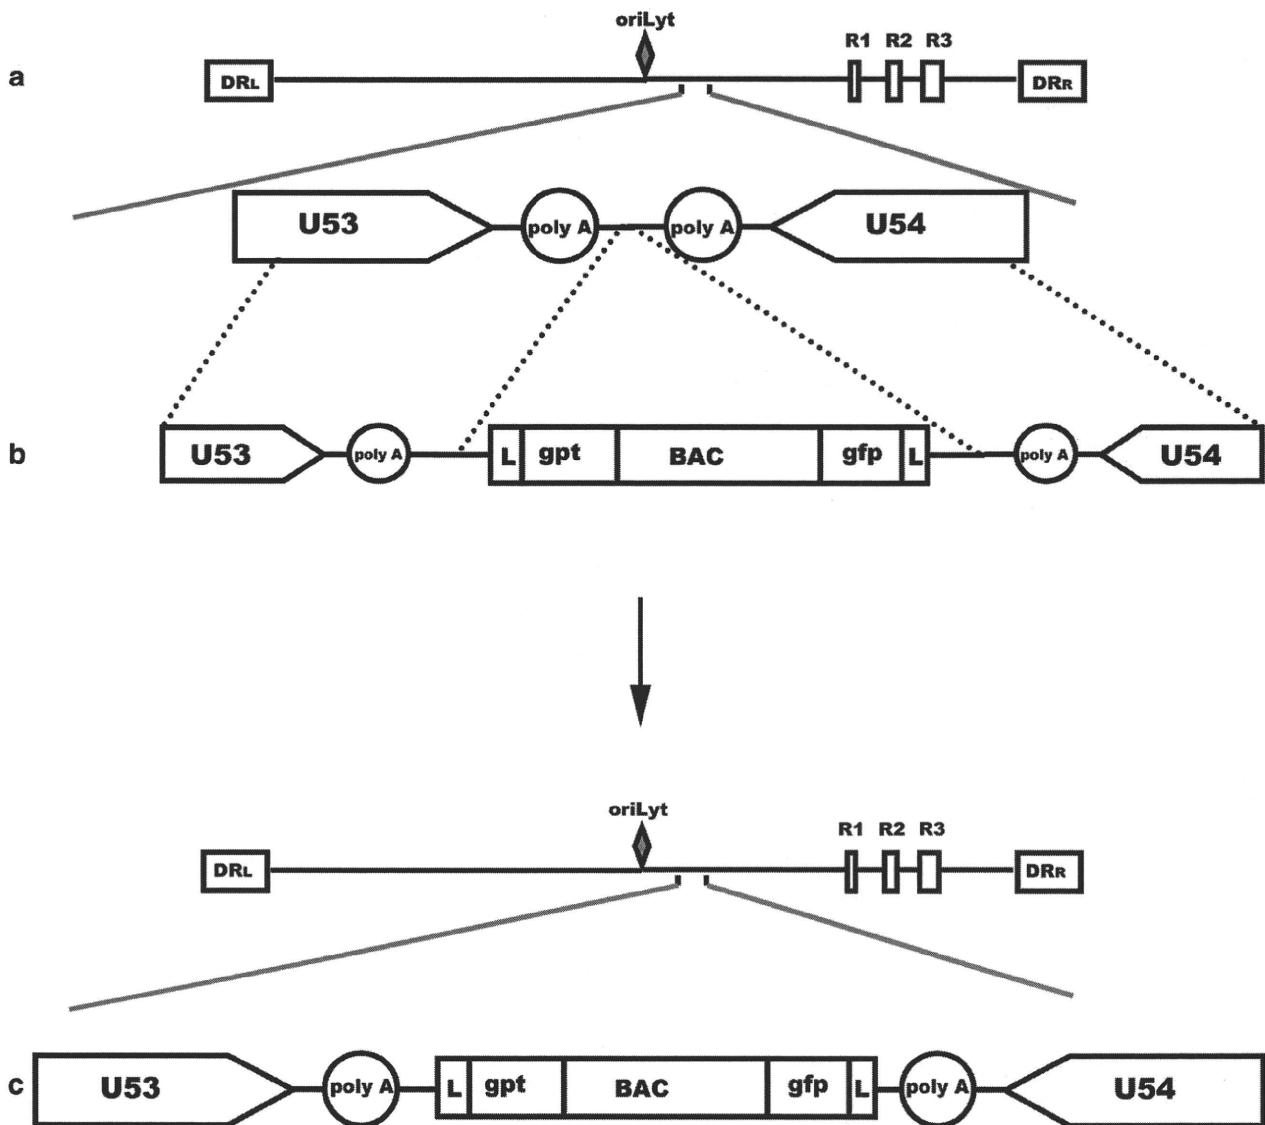 oriLyt
R1 R2 R3
a DRL DRR
U53 poly A poly A U54
b U53 poly A L gpt BAC gfp L poly A U54
oriLyt
R1 R2 R3
DRL DRR
c U53 poly A L gpt BAC gfp L poly A U54